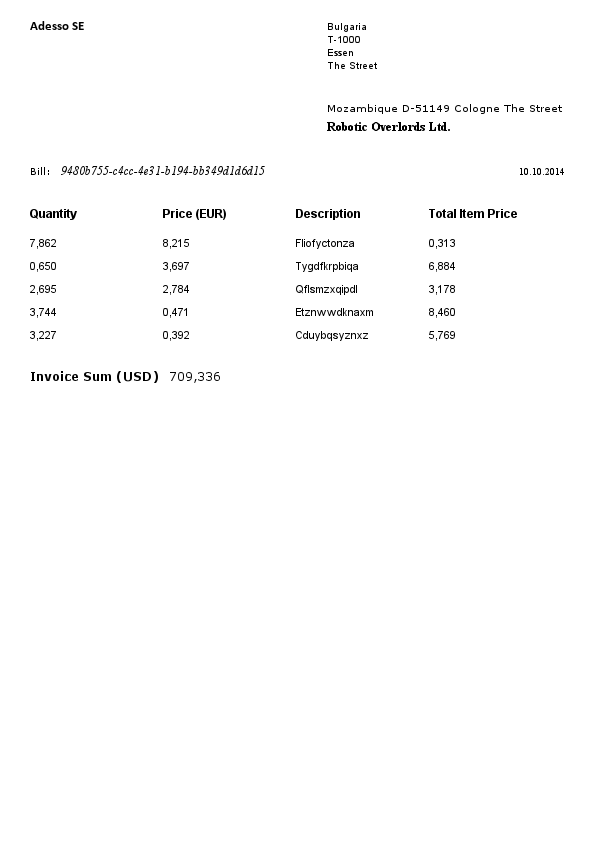 Adesso SE
Bulgaria
T-1000
Essen
The Street
Mozambique D-51149 Cologne The Street
Robotic Overlords Ltd.
Bill: 9480b755-c4cc-4e31-b194-bb349d1d6d15 10.10.2014
Quantity Price (EUR) Description Total Item Price
7,862 8,215 Fliofyctonza 0,313
0,650 3,697 Tygdfkrpbiqa 6,884
2,695 2,784 Qflsmzxqipdl 3,178
3,744 0,471 Etznwwdknaxm 8,460
3,227 0,392 Cduybqsyznxz 5,769
Invoice Sum (USD) 709,336